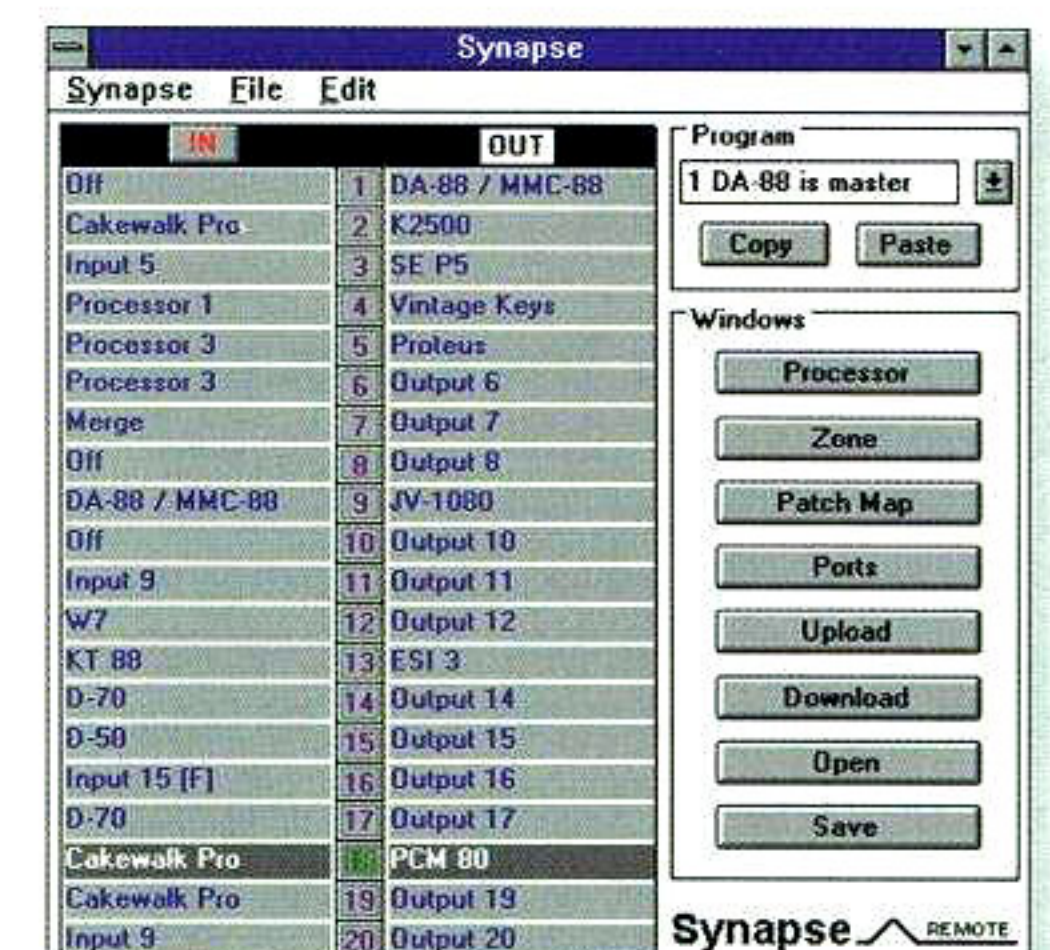 Synapse
Synapse File Edit
IN OUT
Off 1 DA-88 / MMC-88
Cakewalk Pro 2 K2500
Input 5 3 SE P5
Processor 1 4 Vintage Keys
Processor 3 5 Proteus
Processor 3 6 Output 6
Merge 7 Output 7
Off 8 Output 8
DA-88 / MMC-88 9 JV-1080
Off 10 Output 10
Input 9 11 Output 11
W7 12 Output 12
KT 88 13 ESI 3
D-70 14 Output 14
D-50 15 Output 15
Input 15 [F] 16 Output 16
D-70 17 Output 17
Cakewalk Pro 18 PCM 80
Cakewalk Pro 19 Output 19
Input 9 20 Output 20
Program
1 DA-88 is master
Copy Paste
Windows
Processor
Zone
Patch Map
Ports
Upload
Download
Open
Save
Synapse REMOTE